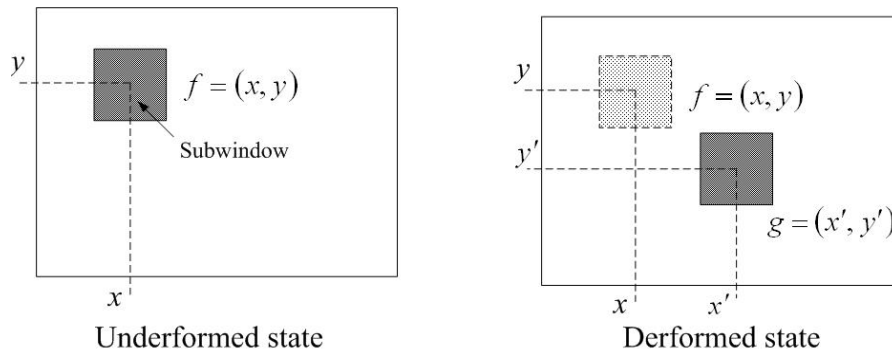 y
f = (x, y)
Subwindow
x
Underformed state
y
f = (x, y)
y′
g = (x′, y′)
x
x′
Derformed state